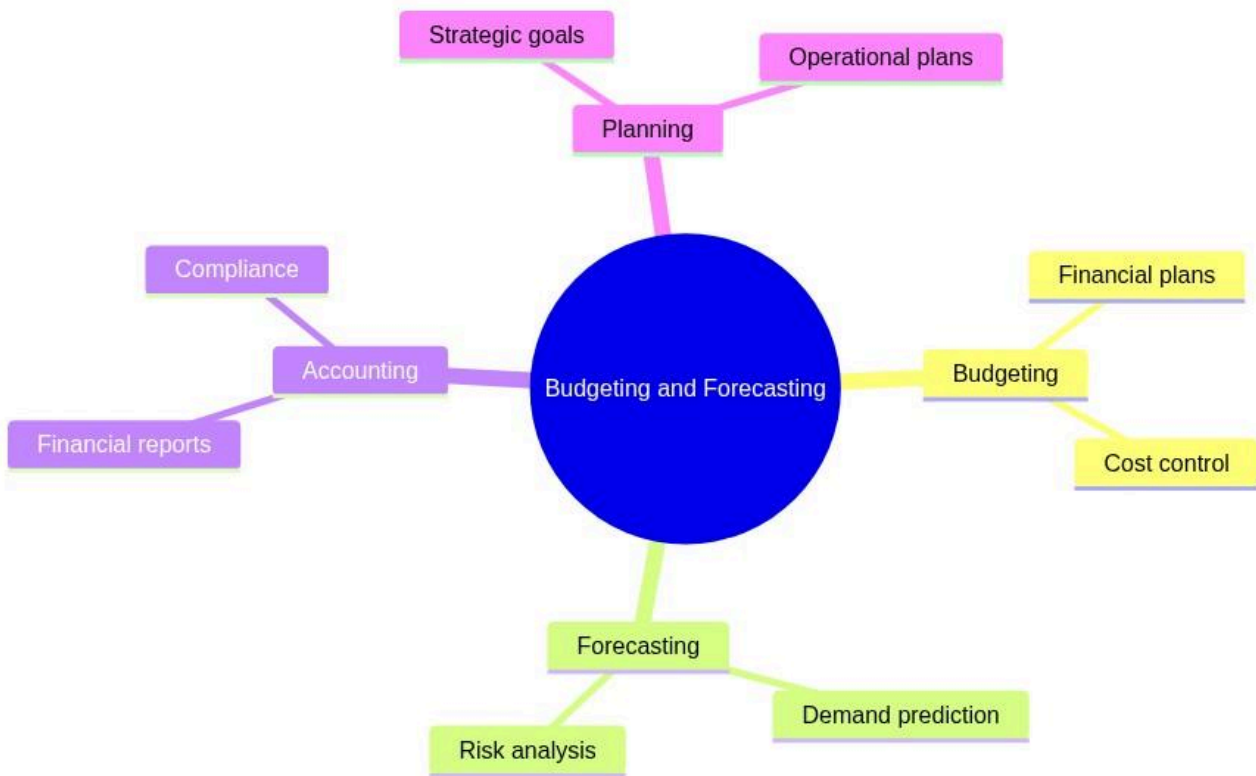 Strategic goals
Operational plans
Planning
Compliance
Financial plans
Accounting
Budgeting and Forecasting
Budgeting
Financial reports
Cost control
Forecasting
Demand prediction
Risk analysis